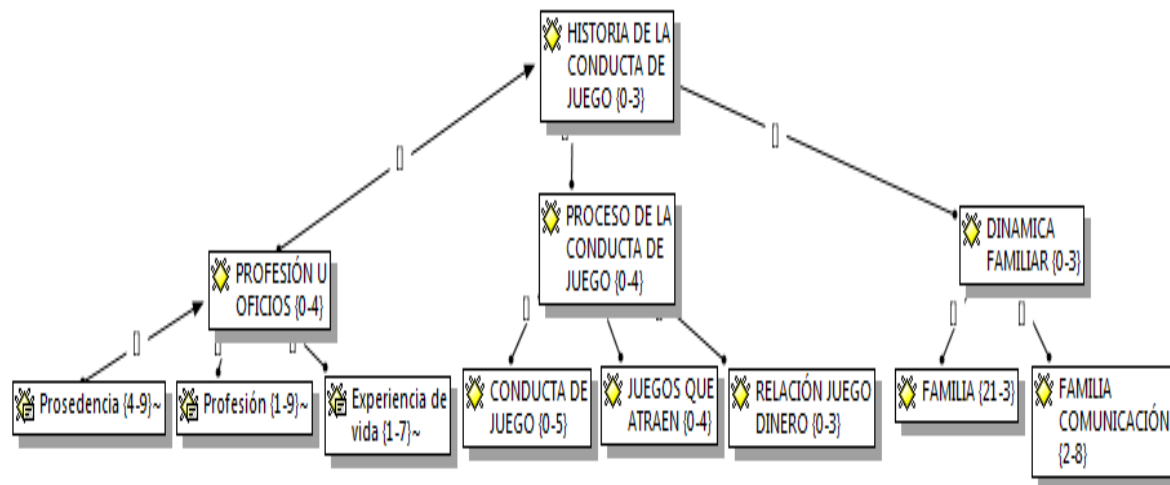 HISTORIA DE LA
CONDUCTA DE
JUEGO {0-3}
PROFESIÓN U
OFICIOS {0-4}
PROCESO DE LA
CONDUCTA DE
JUEGO {0-4}
DINAMICA
FAMILIAR {0-3}
Prosedencia {4-9}~
Profesión {1-9}~
Experiencia de
vida {1-7}~
CONDUCTA DE
JUEGO {0-5}
JUEGOS QUE
ATRAEN {0-4}
RELACIÓN JUEGO
DINERO {0-3}
FAMILIA {21-3}
FAMILIA
COMUNICACIÓN
{2-8}